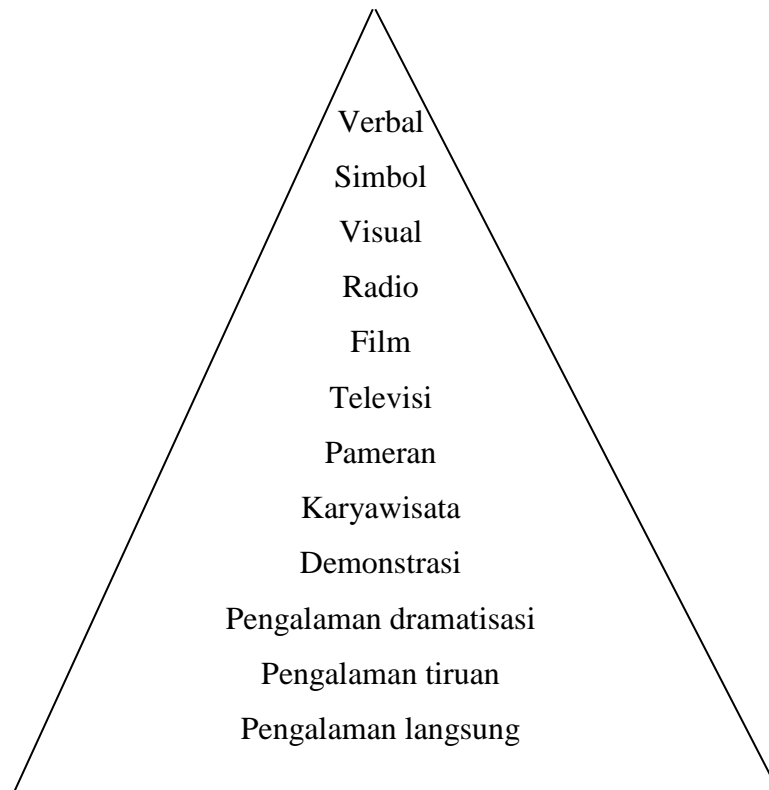 Verbal
Simbol
Visual
Radio
Film
Televisi
Pameran
Karyawisata
Demonstrasi
Pengalaman dramatisasi
Pengalaman tiruan
Pengalaman langsung